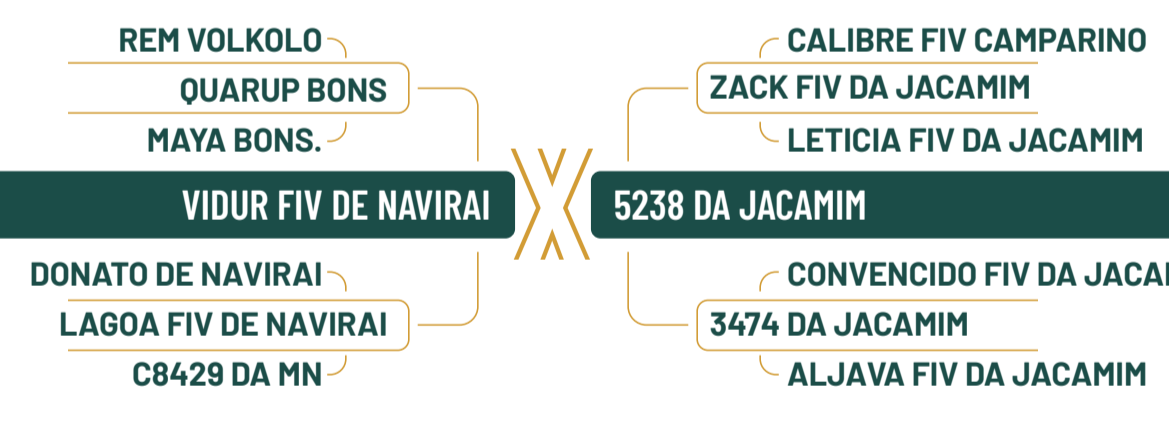 REM VOLKOLO
QUARUP BONS
MAYA BONS.
VIDUR FIV DE NAVIRAI
DONATO DE NAVIRAI
LAGOA FIV DE NAVIRAI
C8429 DA MN
CALIBRE FIV CAMPARINO
ZACK FIV DA JACAMIM
LETICIA FIV DA JACAMIM
5238 DA JACAMIM
CONVENCIDO FIV DA
3474 DA JACAMIM
ALJAVA FIV DA JACAMIM